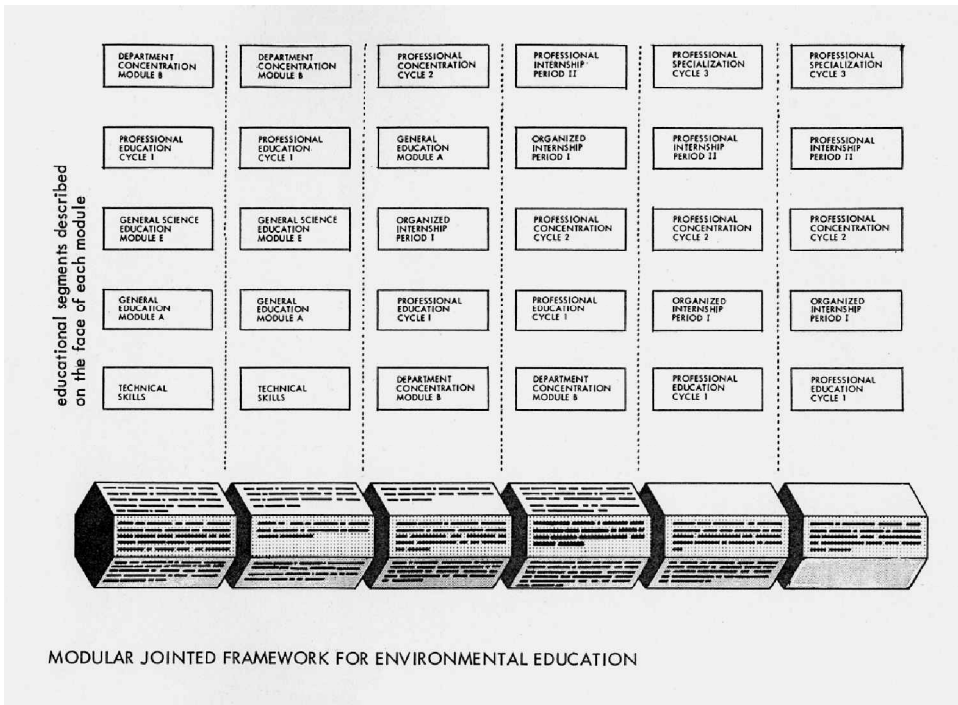 DEPARTMENT
CONCENTRATION
MODULE B
DEPARTMENT
CONCENTRATION
MODULE B
PROFESSIONAL
CONCENTRATION
CYCLE 2
PROFESSIONAL
INTERNSHIP
PERIOD II
PROFESSIONAL
SPECIALIZATION
CYCLE 3
PROFESSIONAL
SPECIALIZATION
CYCLE 3
PROFESSIONAL
EDUCATION
CYCLE I
PROFESSIONAL
EDUCATION
CYCLE I
GENERAL
EDUCATION
MODULE A
ORGANIZED
INTERNSHIP
PERIOD I
PROFESSIONAL
INTERNSHIP
PERIOD II
PROFESSIONAL
INTERNSHIP
PERIOD II
GENERAL SCIENCE
EDUCATION
MODULE E
GENERAL SCIENCE
EDUCATION
MODULE E
ORGANIZED
INTERNSHIP
PERIOD I
PROFESSIONAL
CONCENTRATION
CYCLE 2
PROFESSIONAL
CONCENTRATION
CYCLE 2
PROFESSIONAL
CONCENTRATION
CYCLE 2
GENERAL
EDUCATION
MODULE A
GENERAL
EDUCATION
MODULE A
PROFESSIONAL
EDUCATION
CYCLE I
PROFESSIONAL
EDUCATION
CYCLE I
ORGANIZED
INTERNSHIP
PERIOD I
ORGANIZED
INTERNSHIP
PERIOD I
TECHNICAL
SKILLS
TECHNICAL
SKILLS
DEPARTMENT
CONCENTRATION
MODULE B
DEPARTMENT
CONCENTRATION
MODULE B
PROFESSIONAL
EDUCATION
CYCLE I
PROFESSIONAL
EDUCATION
CYCLE I
educational segments described
on the face of each module
MODULAR JOINTED FRAMEWORK FOR ENVIRONMENTAL EDUCATION